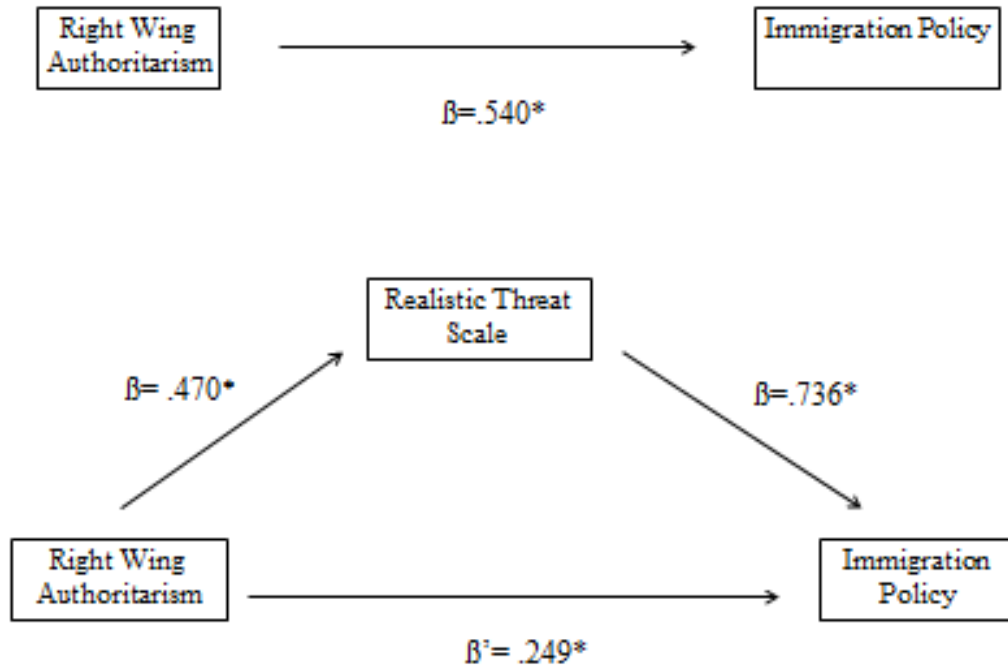 Right Wing
Authoritarism
Immigration Policy
ß=.540*
Realistic Threat
Scale
ß= .470*
ß=.736*
Right Wing
Authoritarism
Immigration
Policy
ß'= .249*